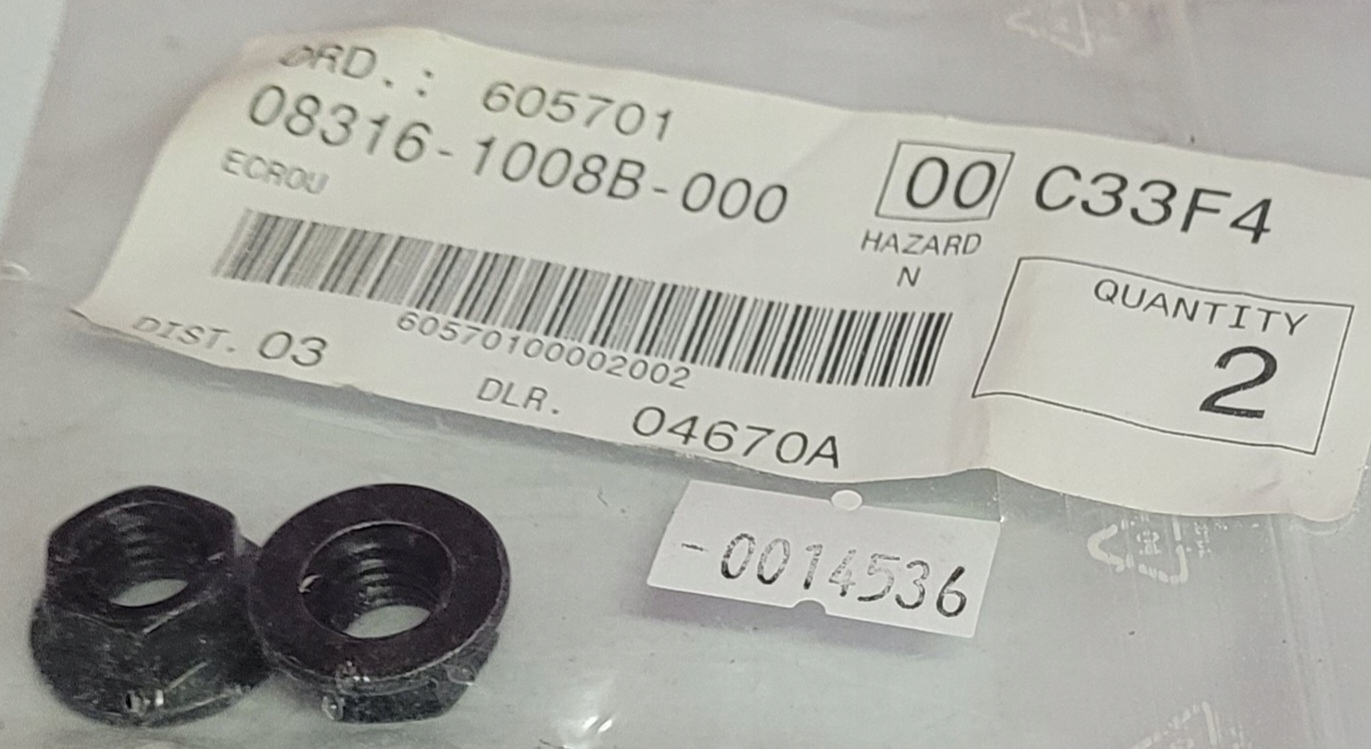 ORD.: 605701
08316-1008B-000
00 C33F4
ECROU
HAZARD
N
QUANTITY
2
60570100002002
DIST. 03
DLR. 04670A
-0014536